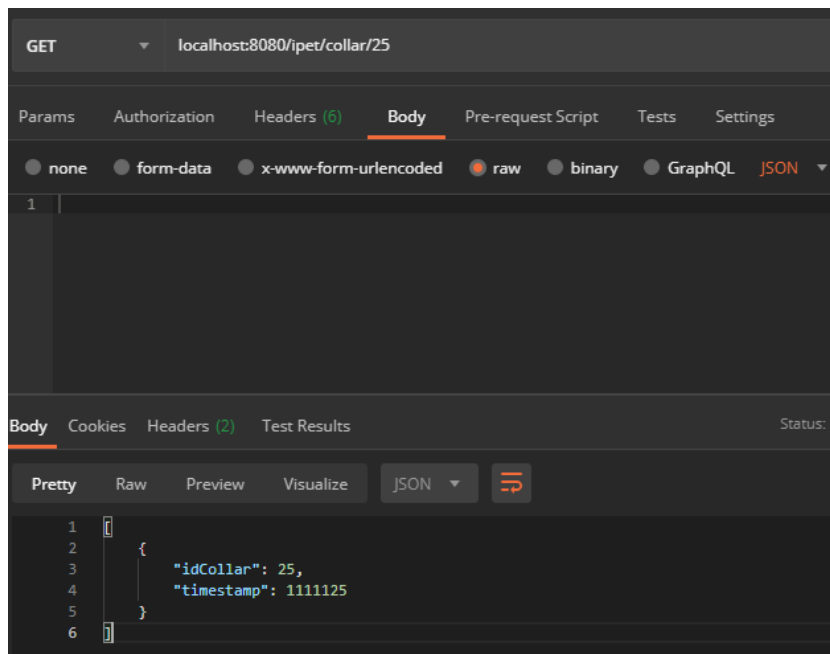 GET localhost:8080/ipet/collar/25
Params Authorization Headers (6) Body Pre-request Script Tests Settings
none form-data x-www-form-urlencoded raw binary GraphQL JSON
1
Body Cookies Headers (2) Test Results Status:
Pretty Raw Preview Visualize JSON
1 [
2 {
3 "idCollar": 25,
4 "timestamp": 1111125
5 }
6 ]